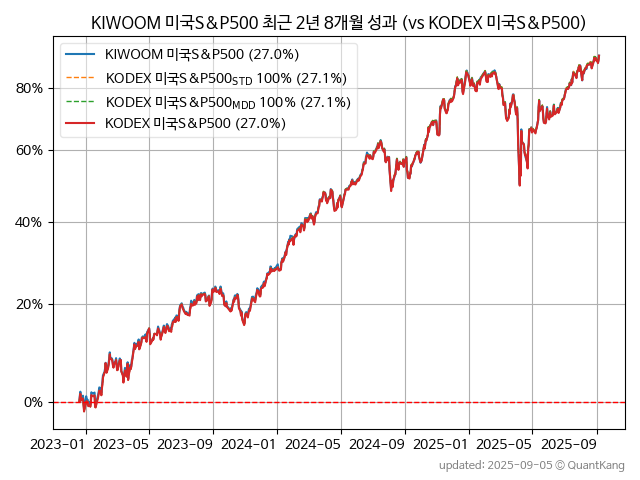 KIWOOM 미국S&P500 최근 2년 8개월 성과 (vs KODEX 미국S&P500)
KIWOOM 미국S&P500 (27.0%)
KODEX 미국S&P500STD 100% (27.1%)
KODEX 미국S&P500MDD 100% (27.1%)
KODEX 미국S&P500 (27.0%)
80%
60%
40%
20%
0%
2023-01 2023-05 2023-09 2024-01 2024-05 2024-09 2025-01 2025-05 2025-09
updated: 2025-09-05 © QuantKang